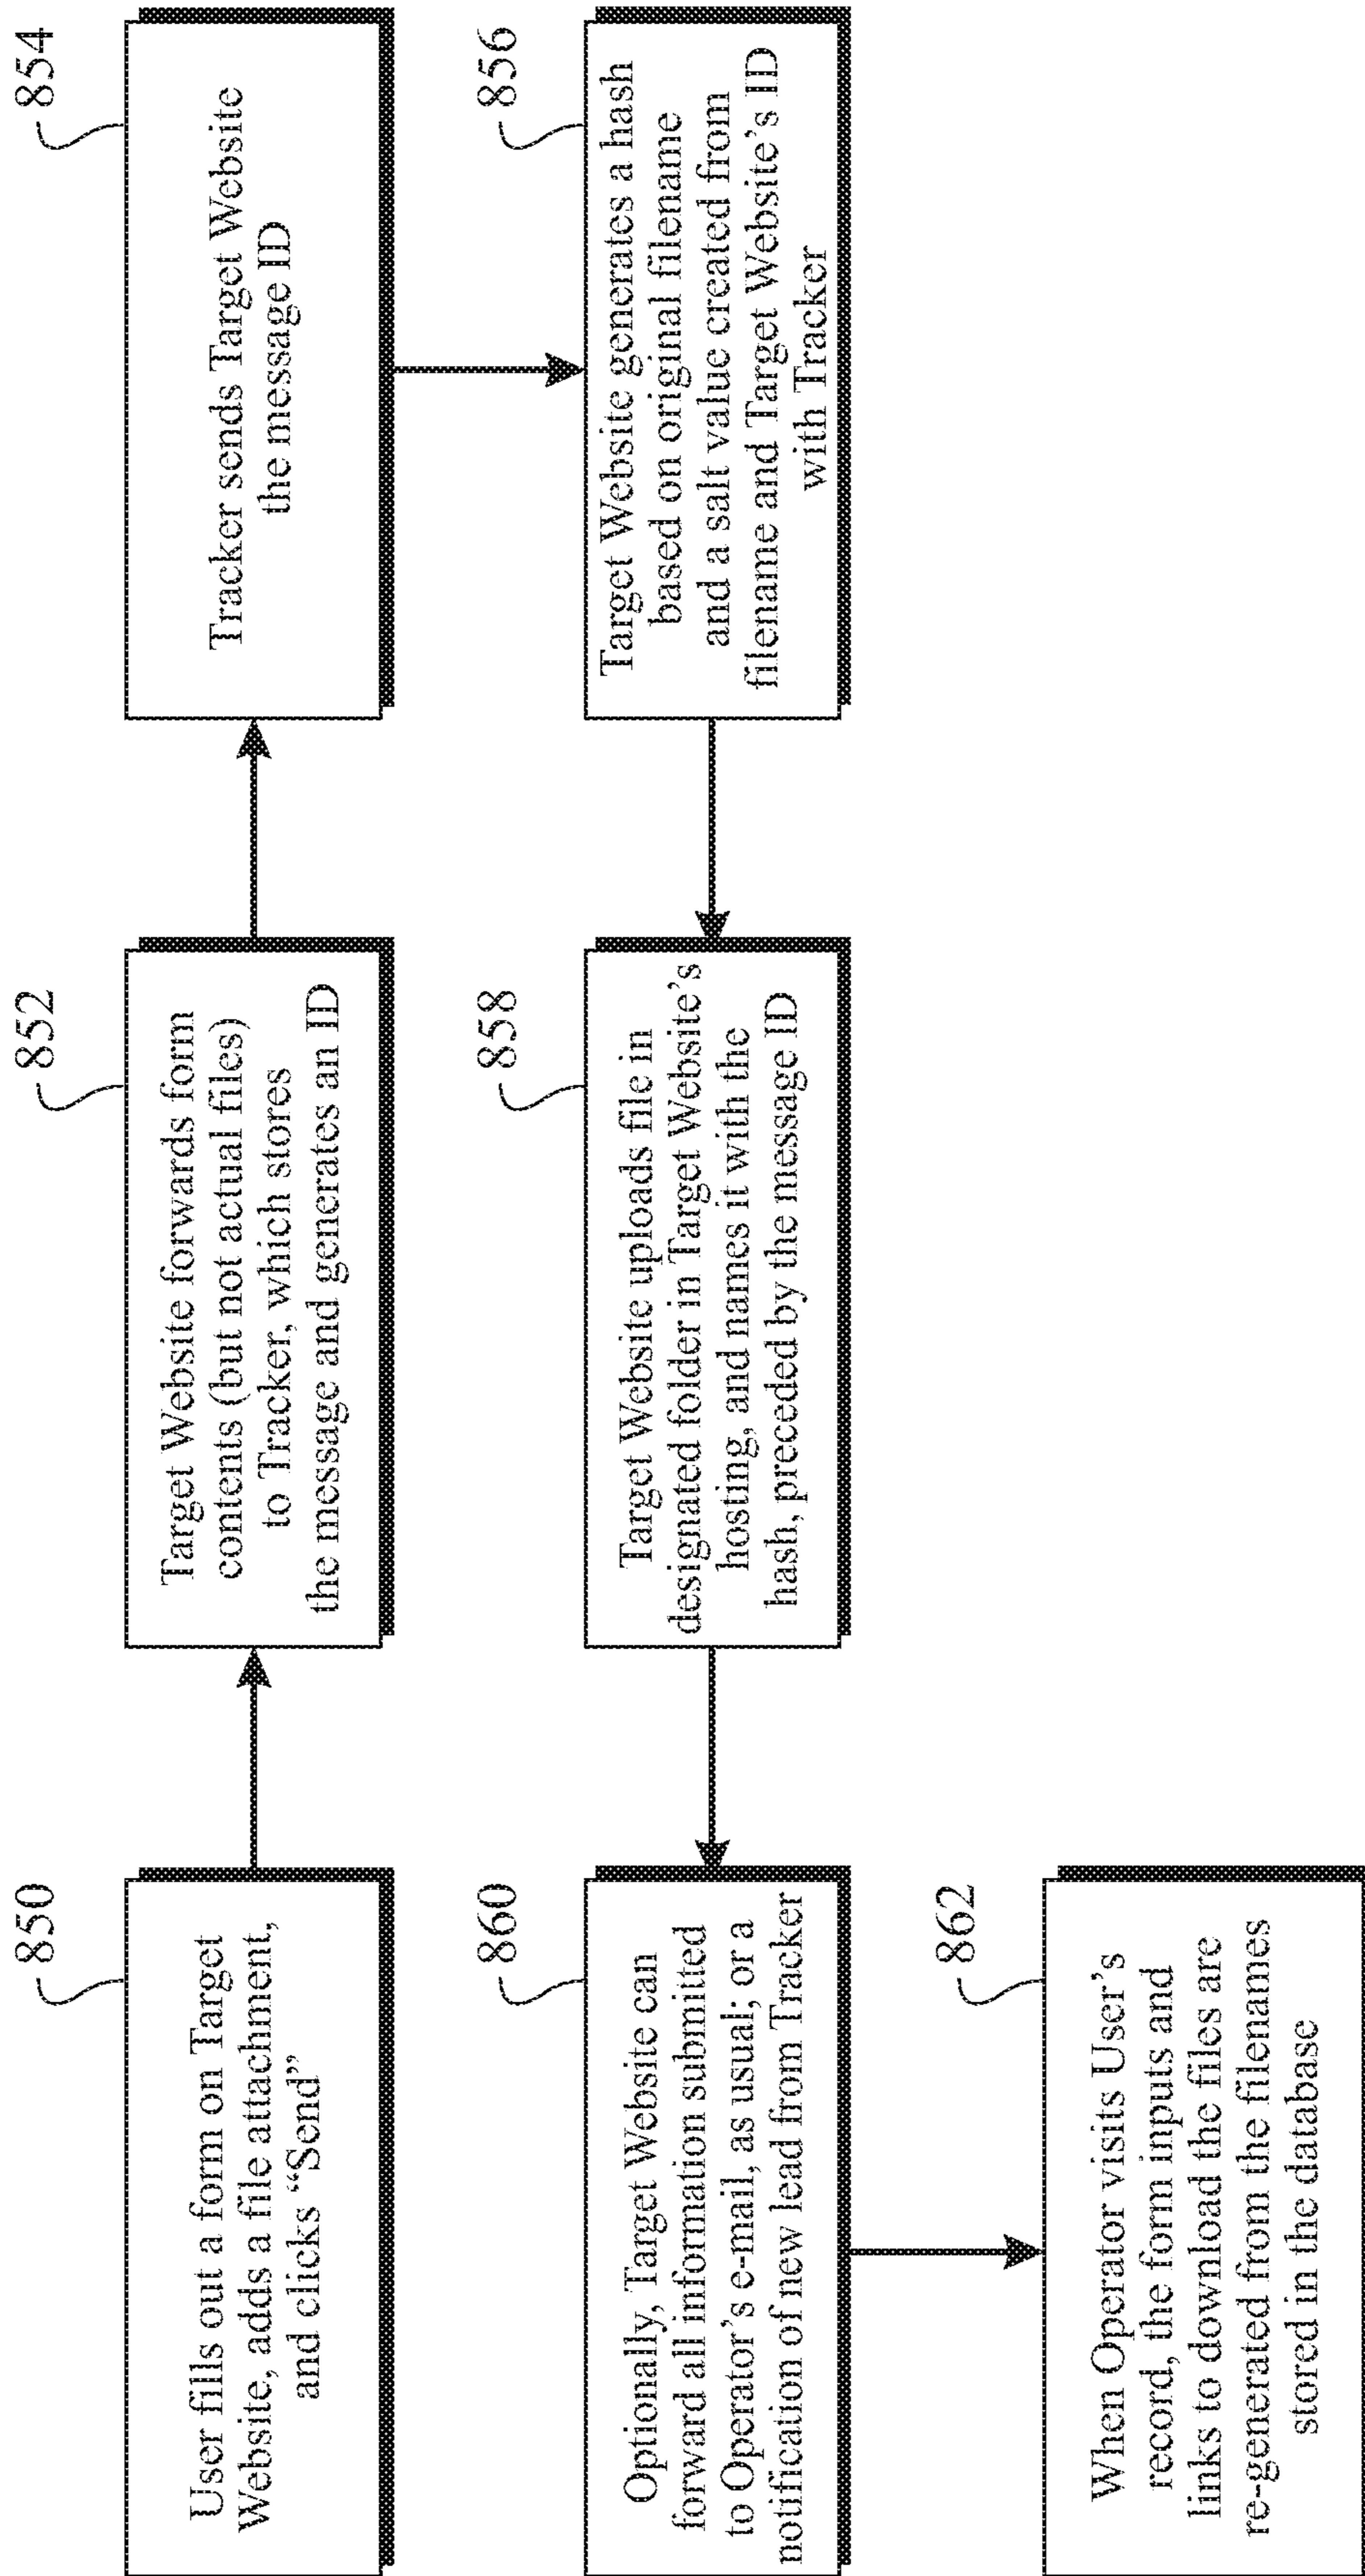 850
User fills out a form on Target
Website, adds a file attachment,
and clicks “Send”
852
Target Website forwards form
contents (but not actual files)
to Tracker, which stores
the message and generates an ID
854
Tracker sends Target Website
the message ID
856
Target Website generates a hash
based on original filename
and a salt value created from
filename and Target Website’s ID
with Tracker
858
Target Website uploads file in
designated folder in Target Website’s
hosting, and names it with the
hash, preceded by the message ID
860
Optionally, Target Website can
forward all information submitted
to Operator’s e-mail, as usual; or a
notification of new lead from Tracker
862
When Operator visits User’s
record, the form inputs and
links to download the files are
re-generated from the filenames
stored in the database